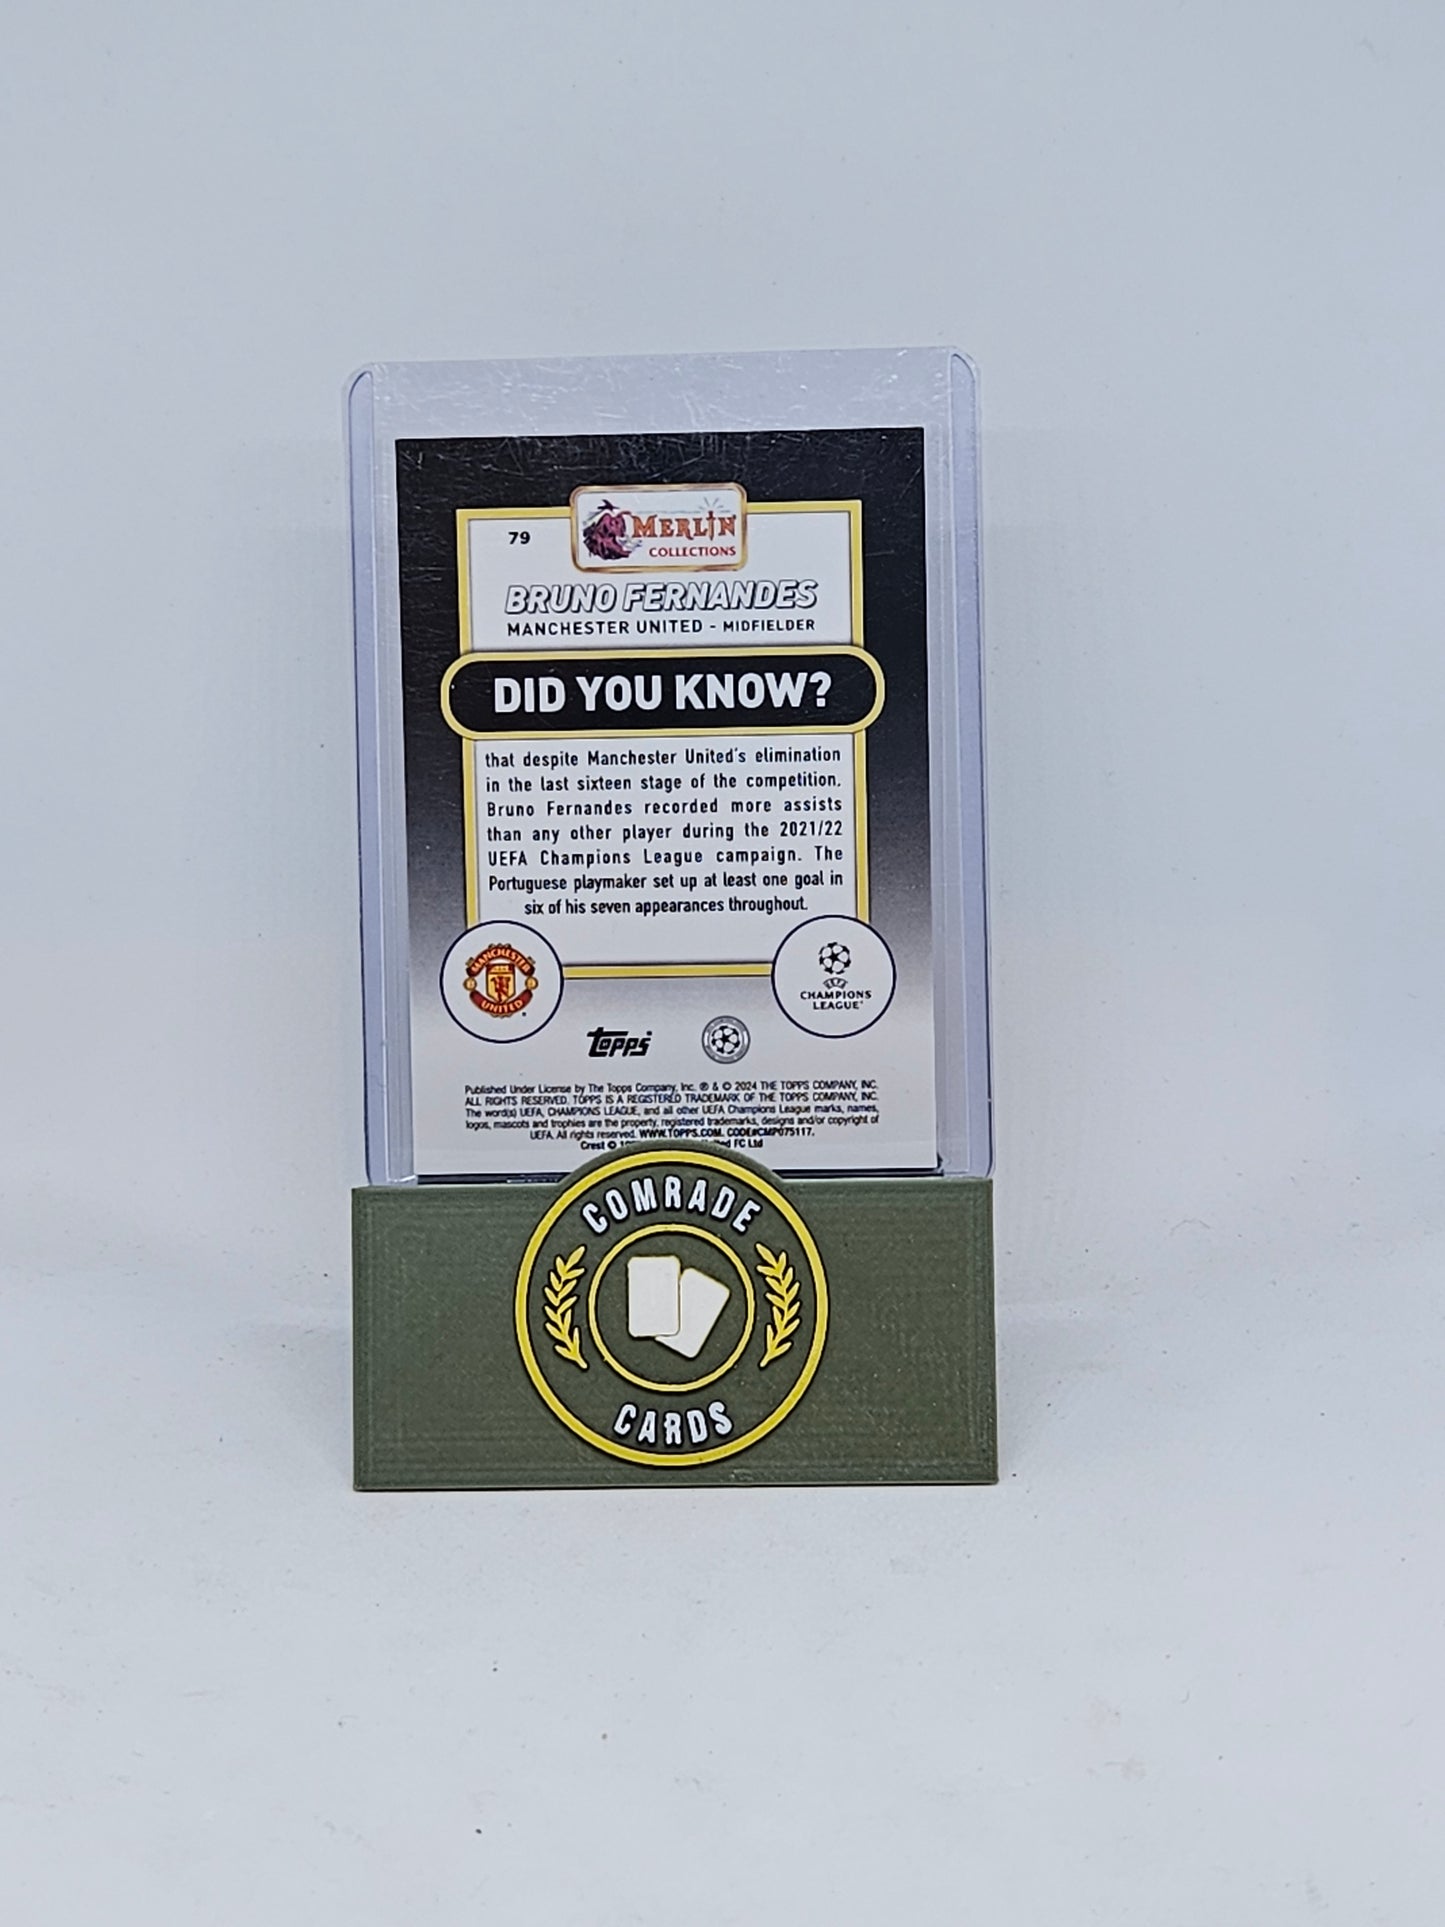 79
MERLIN
COLLECTIONS
BRUNO FERNANDES
MANCHESTER UNITED - MIDFIELDER
DID YOU KNOW?
that despite Manchester United's elimination
in the last sixteen stage of the competition,
Bruno Fernandes recorded more assists
than any other player during the 2021/22
UEFA Champions League campaign. The
Portuguese playmaker set up at least one goal in
six of his seven appearances throughout.
MANCHESTER
UNITED
UEFA
CHAMPIONS
LEAGUE
topps
Published Under License by The Topps Company, Inc. ® & © 2024 THE TOPPS COMPANY, INC.
ALL RIGHTS RESERVED. TOPPS IS A REGISTERED TRADEMARK OF THE TOPPS COMPANY, INC.
The word(s) UEFA, CHAMPIONS LEAGUE, and all other UEFA Champions League marks, names,
logos, mascots and trophies are the property, registered trademarks, designs and/or copyright of
UEFA. All rights reserved. WWW.TOPPS.COM. CODE#CMP075117.
Crest © FC Ltd
COMRADE
CARDS